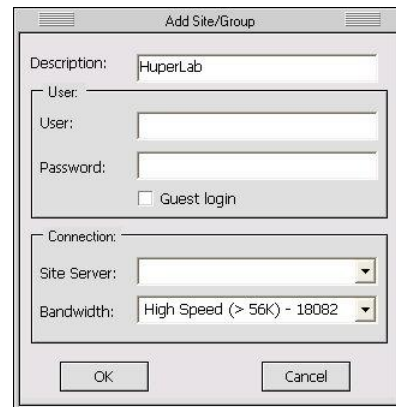 Add Site/Group
Description: HuperLab
User:
User:
Password:
Guest login
Connection:
Site Server:
Bandwidth: High Speed (> 56K) - 18082
OK Cancel